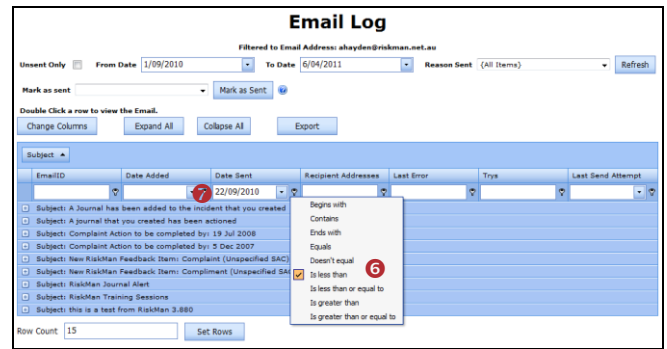 Email Log
Filtered to Email Address: ahayden@riskman.net.au
Unsent Only From Date 1/09/2010 To Date 6/04/2011 Reason Sent {All Items} Refresh
Mark as sent Mark as Sent
Double Click a row to view the Email.
Change Columns Expand All Collapse All Export
Subject
EmailID Date Added Date Sent Recipient Addresses Last Error Trys Last Send Attempt
7 22/09/2010
Subject: A Journal has been added to the incident that you created
Subject: A journal that you created has been actioned
Subject: Complaint Action to be completed by: 19 Jul 2008
Subject: Complaint Action to be completed by: 5 Dec 2007
Subject: New RiskMan Feedback Item: Complaint (Unspecified SAC)
Subject: New RiskMan Feedback Item: Compliment (Unspecified SAC)
Subject: RiskMan Journal Alert
Subject: RiskMan Training Sessions
Subject: this is a test from RiskMan 3.880
Begins with
Contains
Ends with
Equals
Doesn't equal
Is less than 6
Is less than or equal to
Is greater than
Is greater than or equal to
Row Count 15 Set Rows